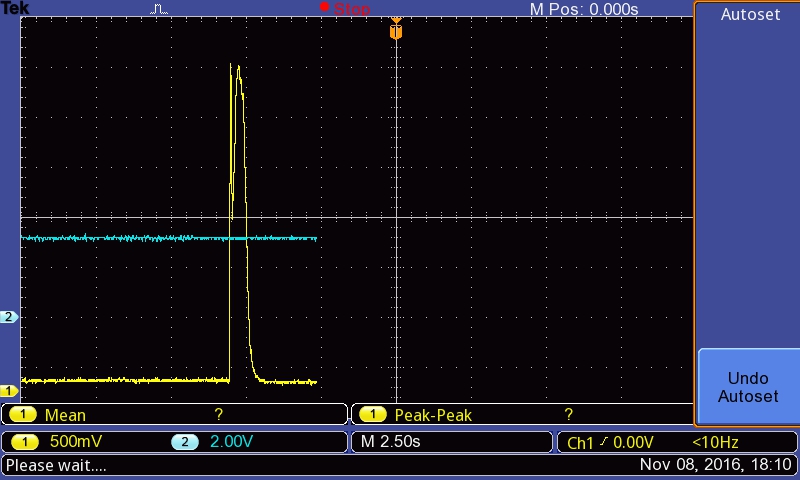 Tek Stop M Pos: 0.000s Autoset
T
2
1
1 Mean ? 1 Peak-Peak ?
Undo
Autoset
1 500mV 2 2.00V M 2.50s Ch1 / 0.00V <10Hz
Please wait.... Nov 08, 2016, 18:10